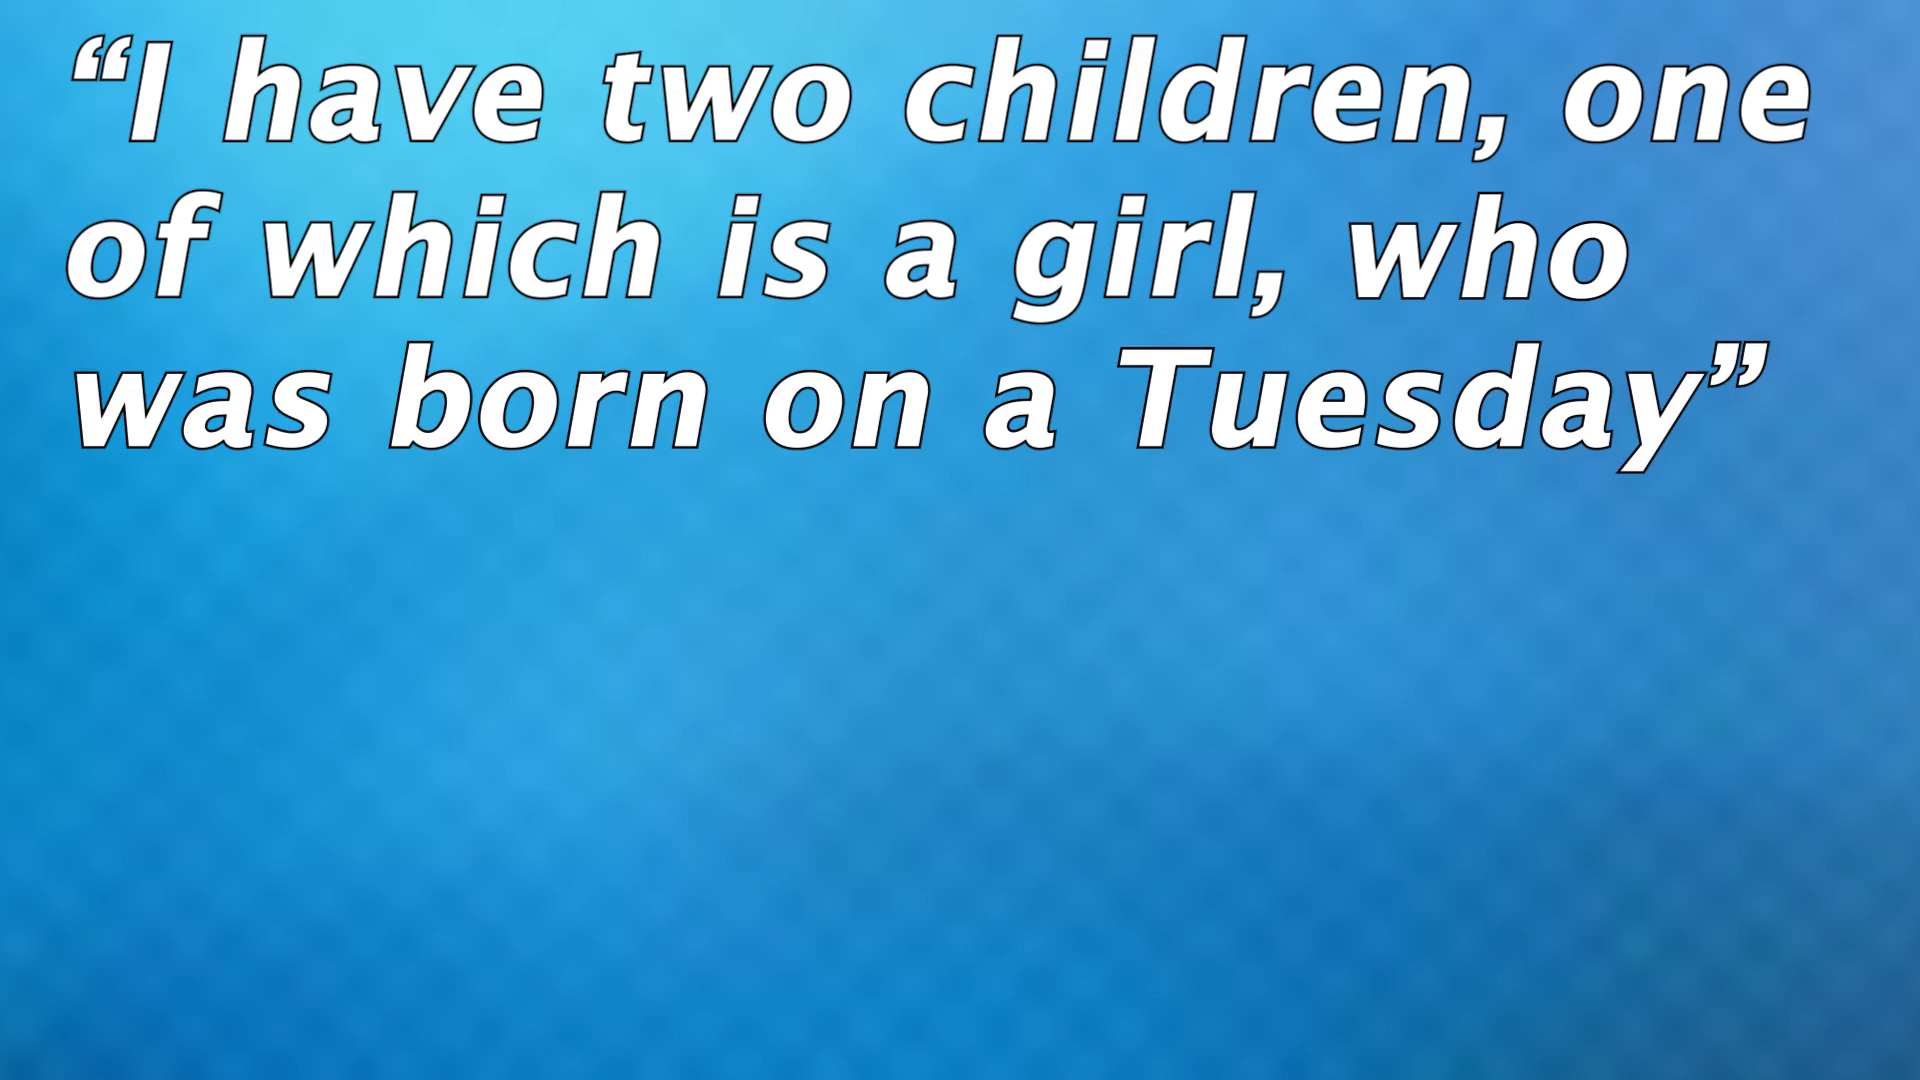 “I have two children, one
of which is a girl, who
was born on a Tuesday”